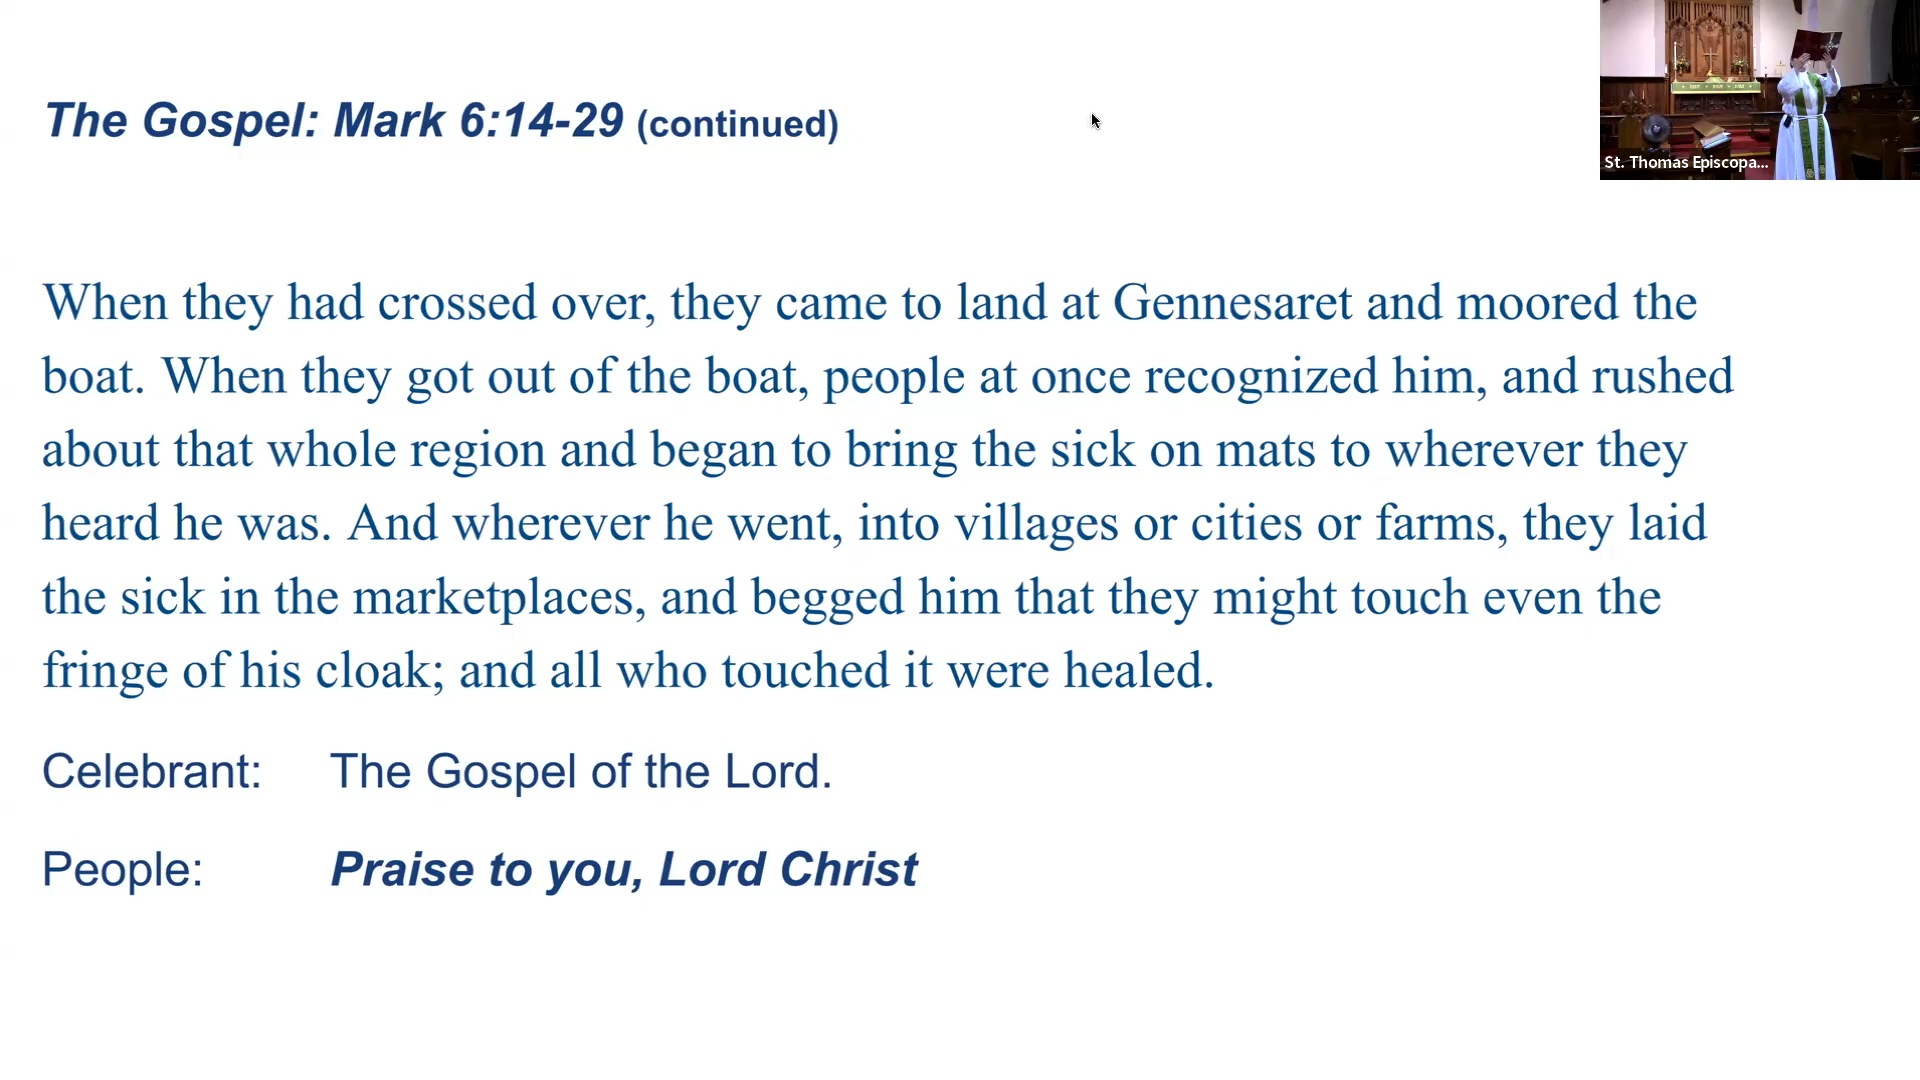 The Gospel: Mark 6:14-29 (continued)
St. Thomas Episcopa...
When they had crossed over, they came to land at Gennesaret and moored the
boat. When they got out of the boat, people at once recognized him, and rushed
about that whole region and began to bring the sick on mats to wherever they
heard he was. And wherever he went, into villages or cities or farms, they laid
the sick in the marketplaces, and begged him that they might touch even the
fringe of his cloak; and all who touched it were healed.
Celebrant: The Gospel of the Lord.
People: Praise to you, Lord Christ